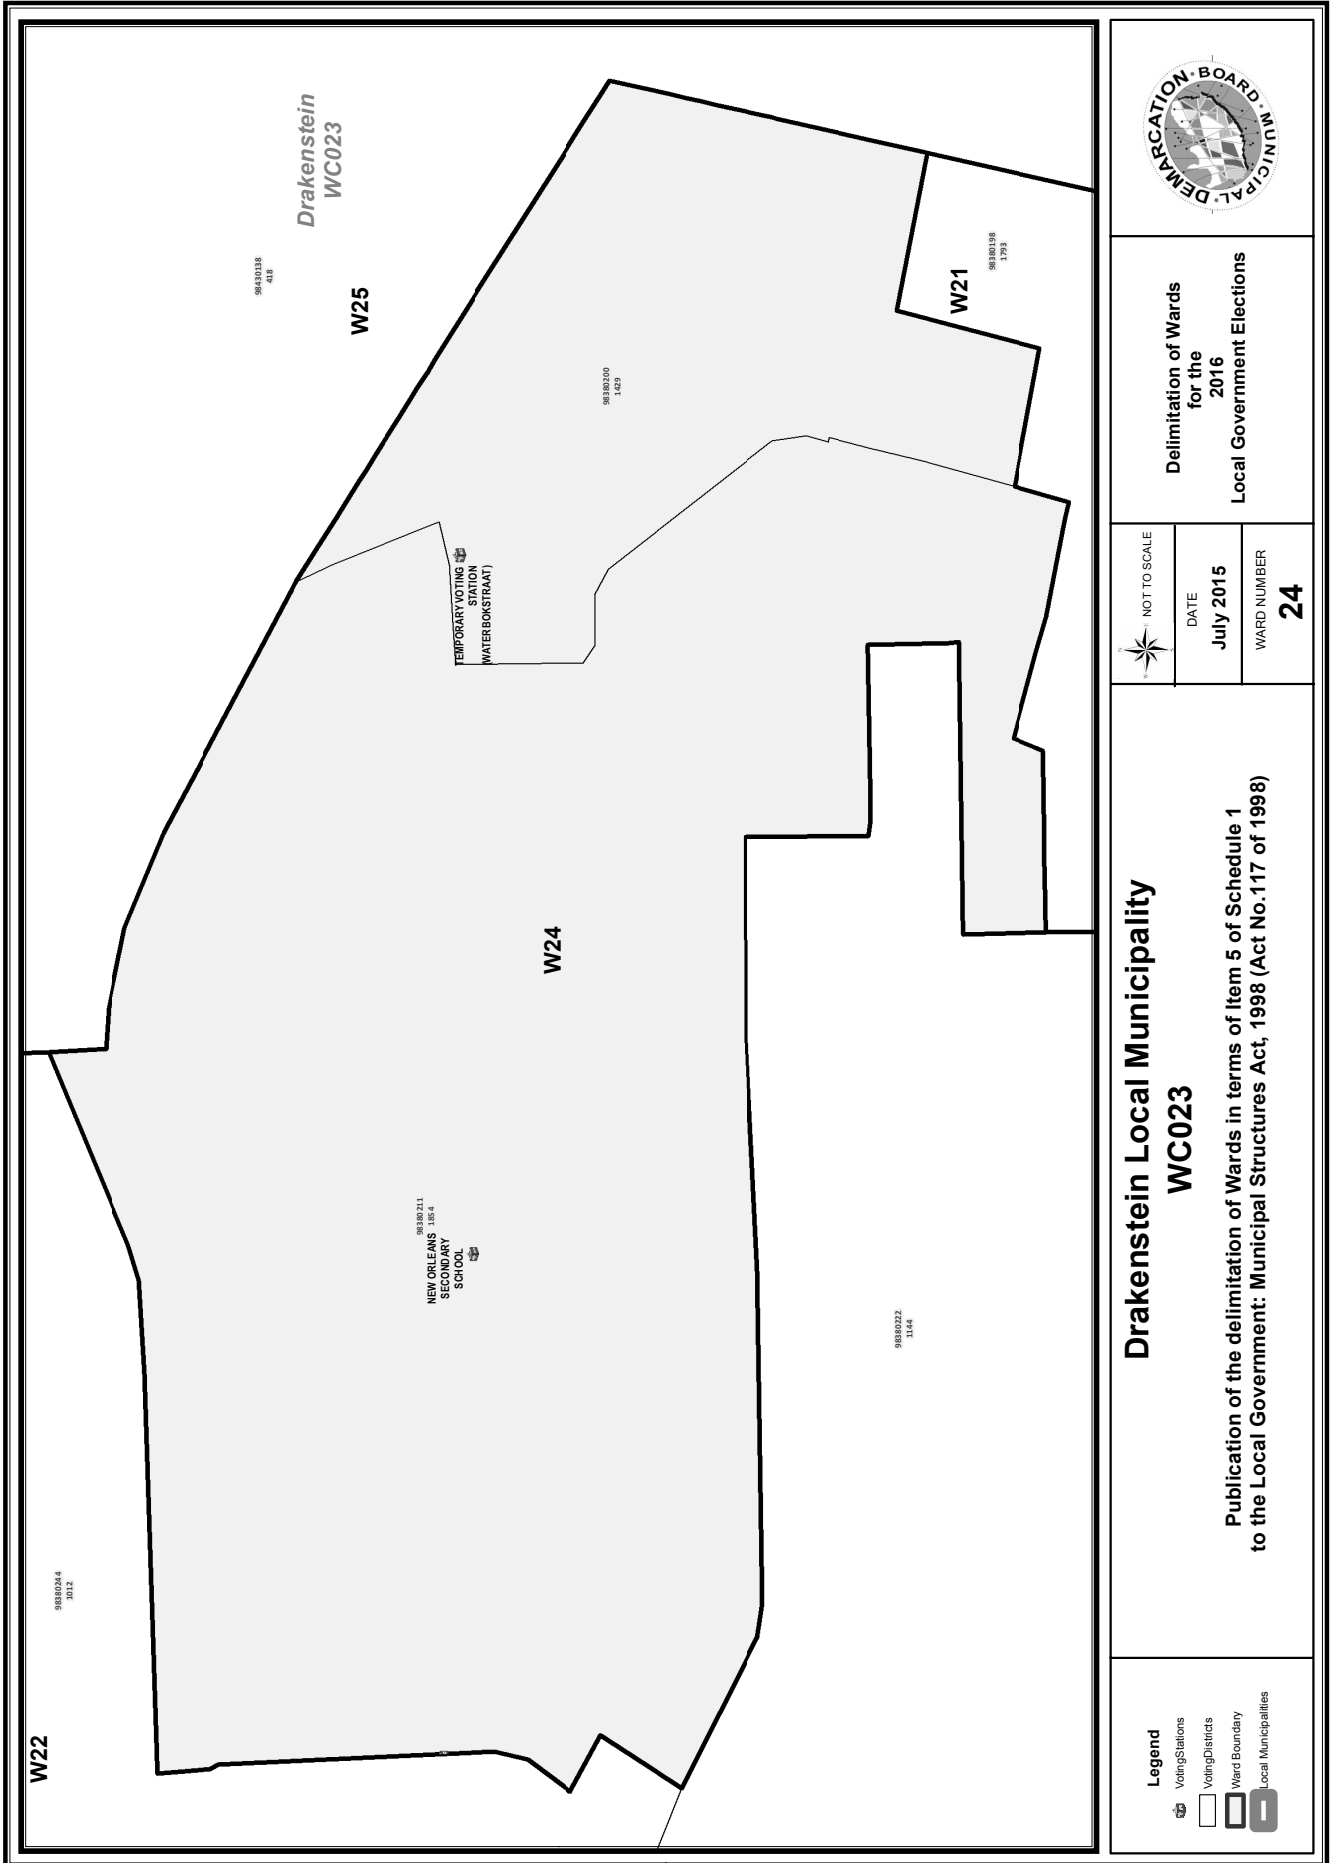 W22
98380244
1012
98430138
418
Drakenstein
WC023
W25
98380211
1854
NEW ORLEANS
SECONDARY
SCHOOL
TEMPORARY VOTING
STATION
WATERBOKSTRAAT)
W24
98380200
1429
98380222
1144
W21
98380198
1793
Legend
VotingStations
VotingDistricts
Ward Boundary
Local Municipalities
Drakenstein Local Municipality
WC023
Publication of the delimitation of Wards in terms of Item 5 of Schedule 1
to the Local Government: Municipal Structures Act, 1998 (Act No.117 of 1998)
N
W
E
S
NOT TO SCALE
DATE
July 2015
WARD NUMBER
24
Delimitation of Wards
for the
2016
Local Government Elections
MUNICIPAL • DEMARCATION • BOARD •